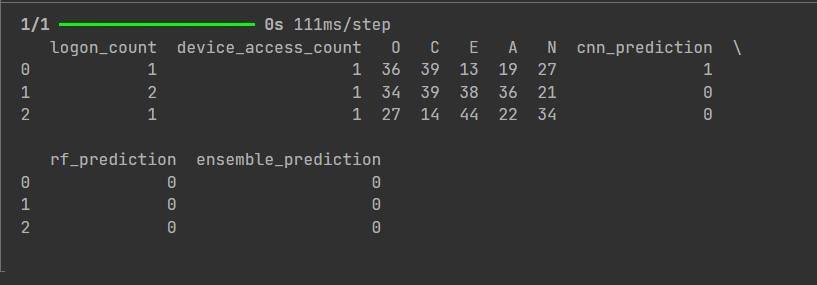 1/1 ━━━━━━━━━━━━━━━━━━━━ 0s 111ms/step
   logon_count  device_access_count   O   C   E   A   N  cnn_prediction  \
0            1                    1  36  39  13  19  27               1
1            2                    1  34  39  38  36  21               0
2            1                    1  27  14  44  22  34               0
   rf_prediction  ensemble_prediction
0              0                    0
1              0                    0
2              0                    0